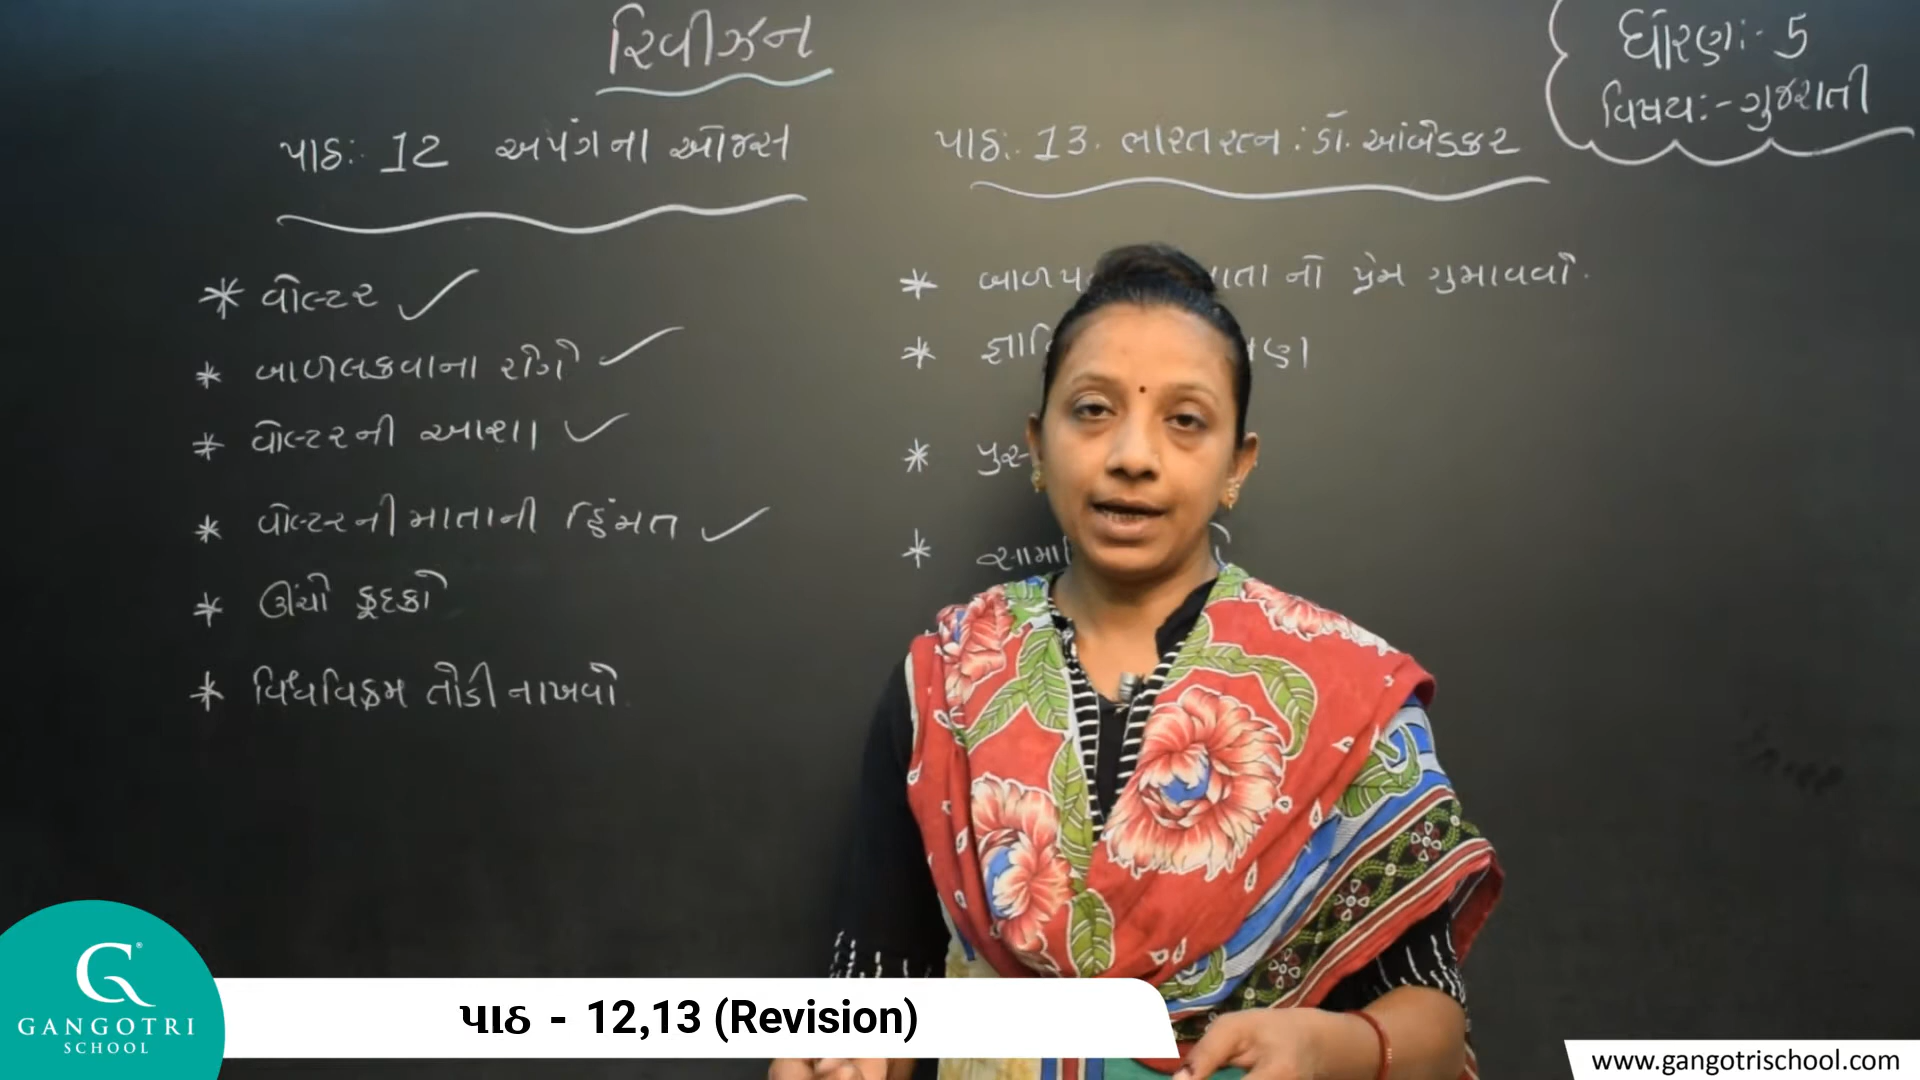 રિવીઝન
ધોરણ:- 5
વિષય:- ગુજરાતી
પાઠ:- 12 અપંગના ઓજસ
* વોલ્ટર ✓
* બાળલકવાના રોગો ✓
* વોલ્ટરની આશા ✓
* વોલ્ટરની માતાની હિંમત ✓
* ઊંચો કૂદકો
* વિશ્વવિક્રમ તોડી નાખવો
પાઠ:- 13. ભારતરત્ન : ડૉ. આંબેડકર
* નો પ્રેમ ગુમાવવો.
*
*
*
પાઠ - 12,13 (Revision)
G
GANGOTRI
SCHOOL
www.gangotrischool.com